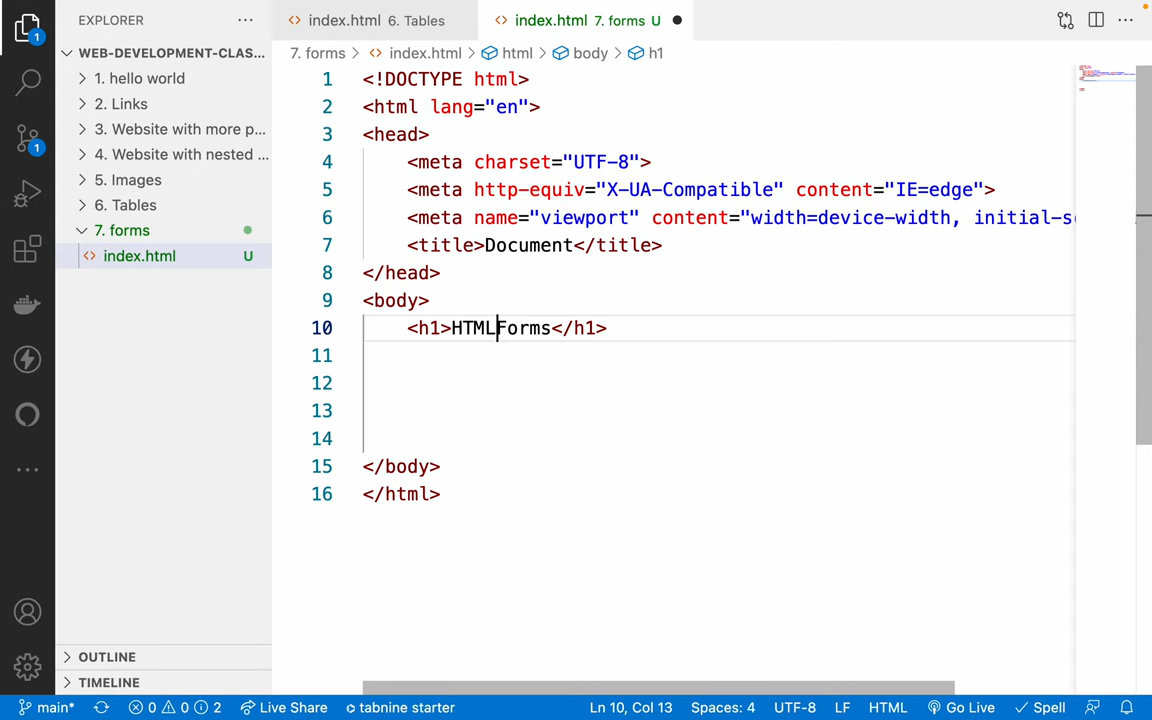 EXPLORER
index.html 6. Tables
index.html 7. forms U
1
WEB-DEVELOPMENT-CLAS...
7. forms > index.html > html > body > h1
1. hello world
2. Links
3. Website with more p...
4. Website with nested ...
5. Images
6. Tables
7. forms
index.html U
1
1 <!DOCTYPE html>
2 <html lang="en">
3 <head>
4 <meta charset="UTF-8">
5 <meta http-equiv="X-UA-Compatible" content="IE=edge">
6 <meta name="viewport" content="width=device-width, initial-s
7 <title>Document</title>
8 </head>
9 <body>
10 <h1>HTMLForms</h1>
11
12
13
14
15 </body>
16 </html>
OUTLINE
TIMELINE
main* 0 0 2 Live Share tabnine starter Ln 10, Col 13 Spaces: 4 UTF-8 LF HTML Go Live Spell